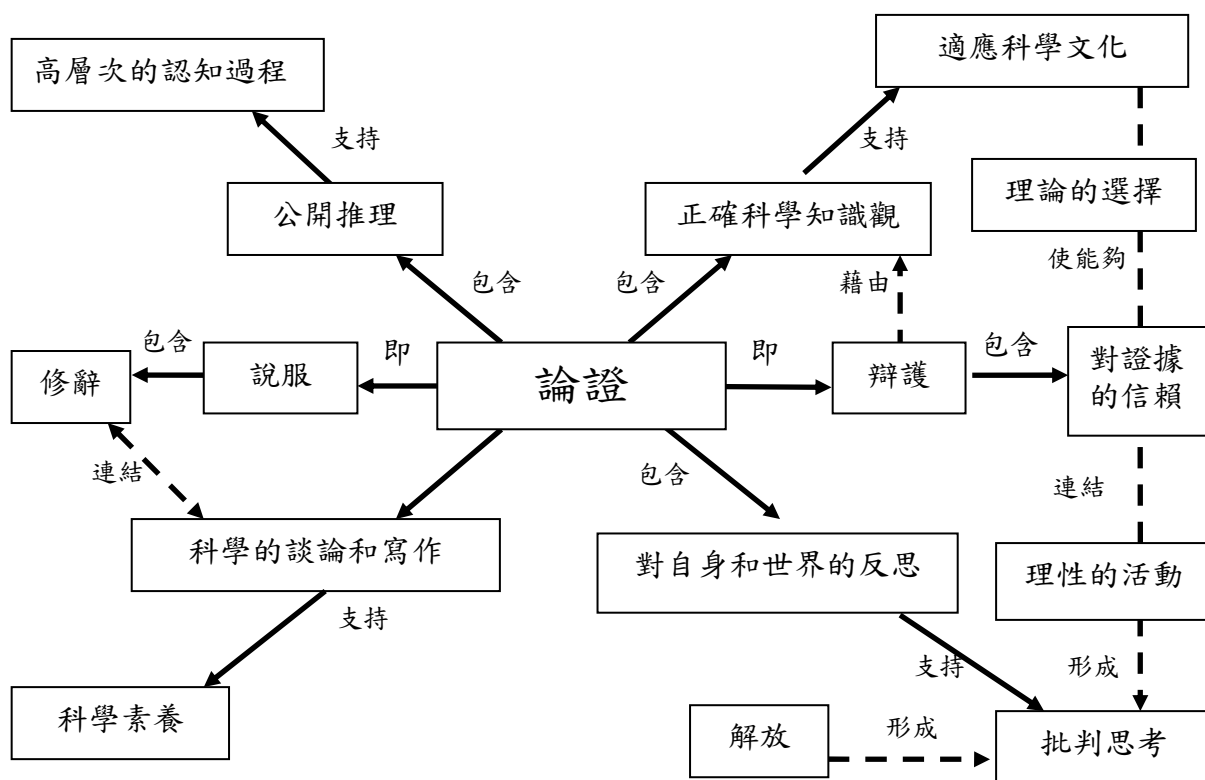 適應科學文化
高層次的認知過程
支持
支持
理論的選擇
公開推理
正確科學知識觀
使能夠
包含
包含
藉由
包含
即
即
包含
修辭
說服
論證
辯護
對證據
的信賴
連結
包含
連結
科學的談論和寫作
對自身和世界的反思
理性的活動
支持
支持
形成
科學素養
解放
形成
批判思考